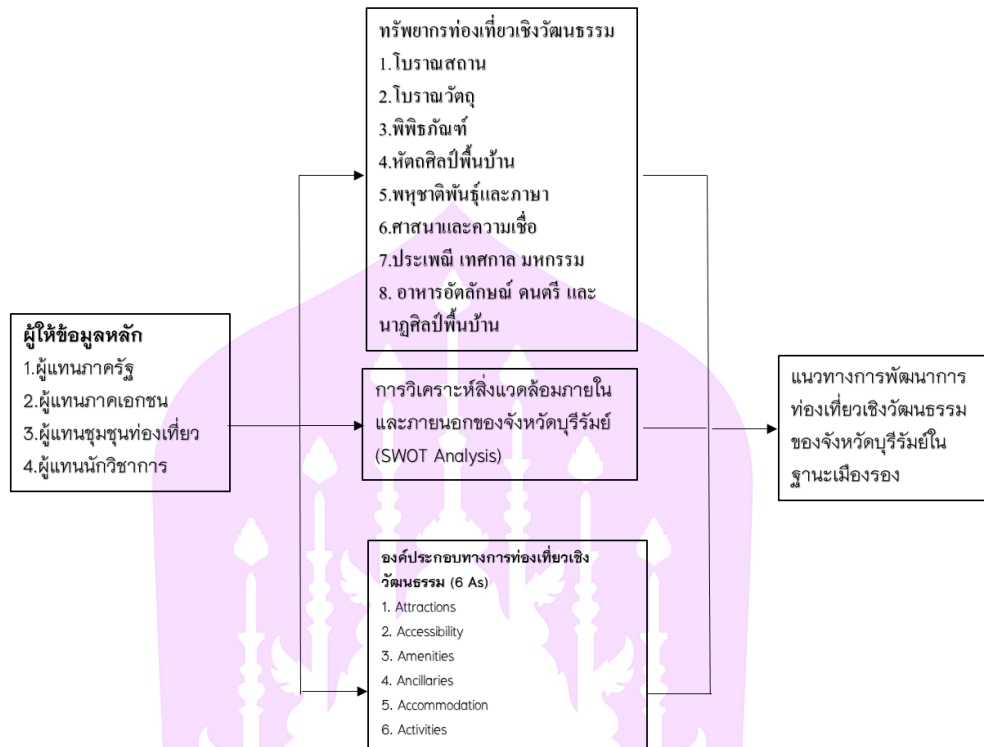 ผู้ให้ข้อมูลหลัก
1.ผู้แทนภาครัฐ
2.ผู้แทนภาคเอกชน
3.ผู้แทนชุมชุนท่องเที่ยว
4.ผู้แทนนักวิชาการ
ทรัพยากรท่องเที่ยวเชิงวัฒนธรรม
1.โบราณสถาน
2.โบราณวัตถุ
3.พิพิธภัณฑ์
4.หัตถศิลป์พื้นบ้าน
5.พหุชาติพันธุ์และภาษา
6.ศาสนาและความเชื่อ
7.ประเพณี เทศกาล มหกรรม
8. อาหารอัตลักษณ์ ดนตรี และ
นาฏศิลป์พื้นบ้าน
การวิเคราะห์สิ่งแวดล้อมภายใน
และภายนอกของจังหวัดบุรีรัมย์
(SWOT Analysis)
องค์ประกอบทางการท่องเที่ยวเชิง
วัฒนธรรม (6 As)
1. Attractions
2. Accessibility
3. Amenities
4. Ancillaries
5. Accommodation
6. Activities
แนวทางการพัฒนาการ
ท่องเที่ยวเชิงวัฒนธรรม
ของจังหวัดบุรีรัมย์ใน
ฐานะเมืองรอง